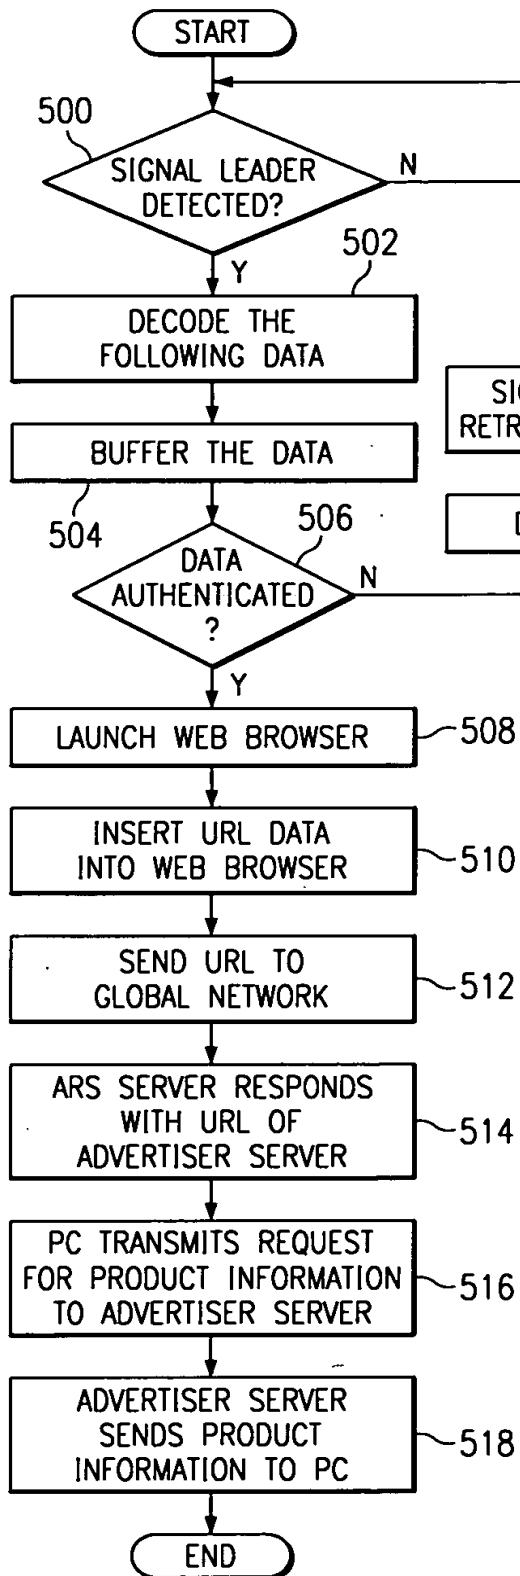 START
500
SIGNAL LEADER
DETECTED?
N
Y
502
DECODE THE
FOLLOWING DATA
BUFFER THE DATA
504
506
DATA
AUTHENTICATED
?
N
Y
LAUNCH WEB BROWSER
508
INSERT URL DATA
INTO WEB BROWSER
510
SEND URL TO
GLOBAL NETWORK
512
ARS SERVER RESPONDS
WITH URL OF
ADVERTISER SERVER
514
PC TRANSMITS REQUEST
FOR PRODUCT INFORMATION
TO ADVERTISER SERVER
516
ADVERTISER SERVER
SENDS PRODUCT
INFORMATION TO PC
518
END